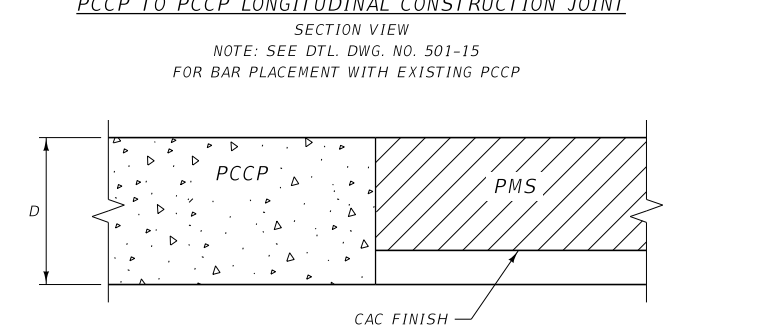 PCCP TO PCCP LONGITUDINAL CONSTRUCTION JOINT
SECTION VIEW
NOTE: SEE DTL. DWG. NO. 501-15
FOR BAR PLACEMENT WITH EXISTING PCCP
PCCP
PMS
D
CAC FINISH